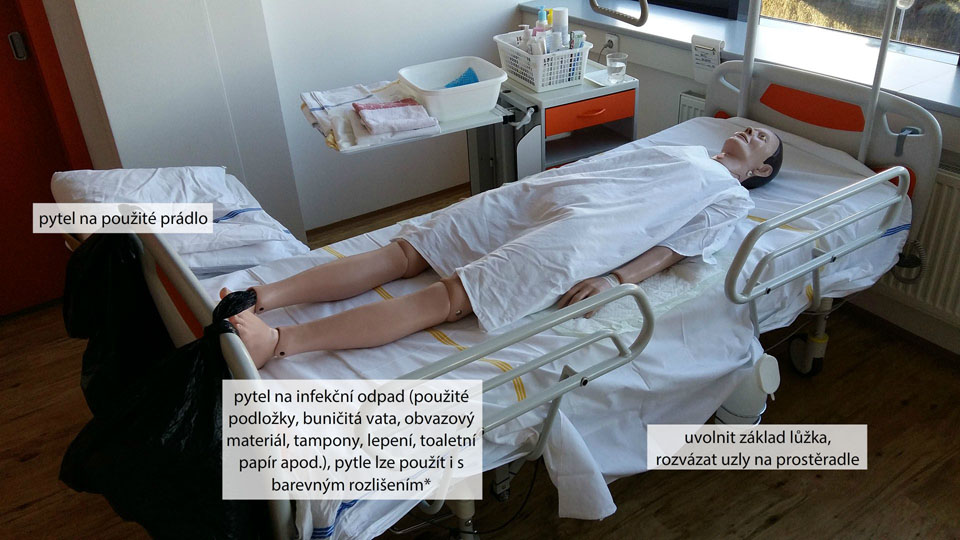 pytel na použité prádlo
pytel na infekční odpad (použité
podložky, buničitá vata, obvazový
materiál, tampony, lepení, toaletní
papír apod.), pytle lze použít i s
barevným rozlišením*
uvolnit základ lůžka,
rozvázat uzly na prostěradle